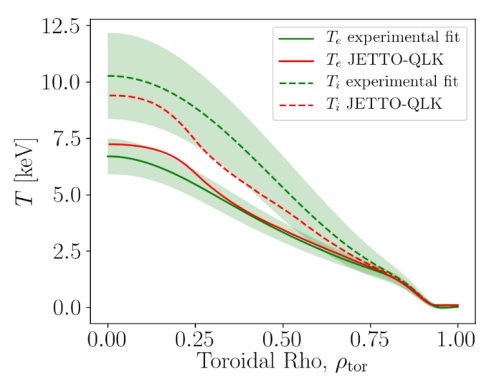 12.5
10.0
7.5
5.0
2.5
0.0
T [keV]
T_e experimental fit
T_e JETTO-QLK
T_i experimental fit
T_i JETTO-QLK
0.00 0.25 0.50 0.75 1.00
Toroidal Rho, ρ_tor